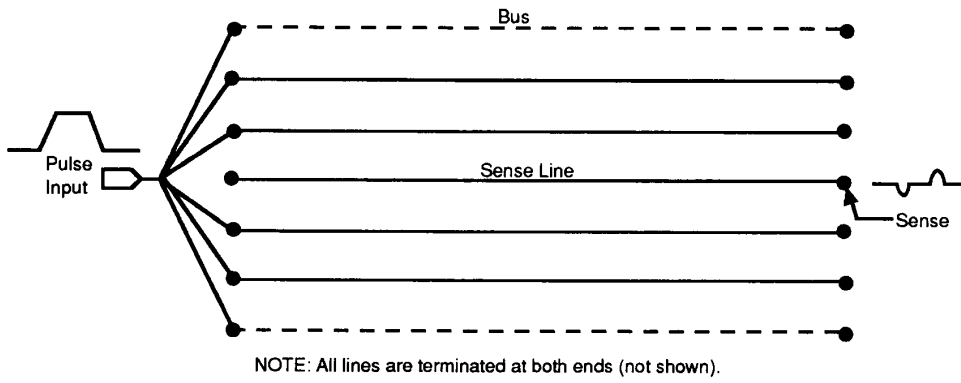 Bus
Pulse
Input
Sense Line
Sense
NOTE: All lines are terminated at both ends (not shown).